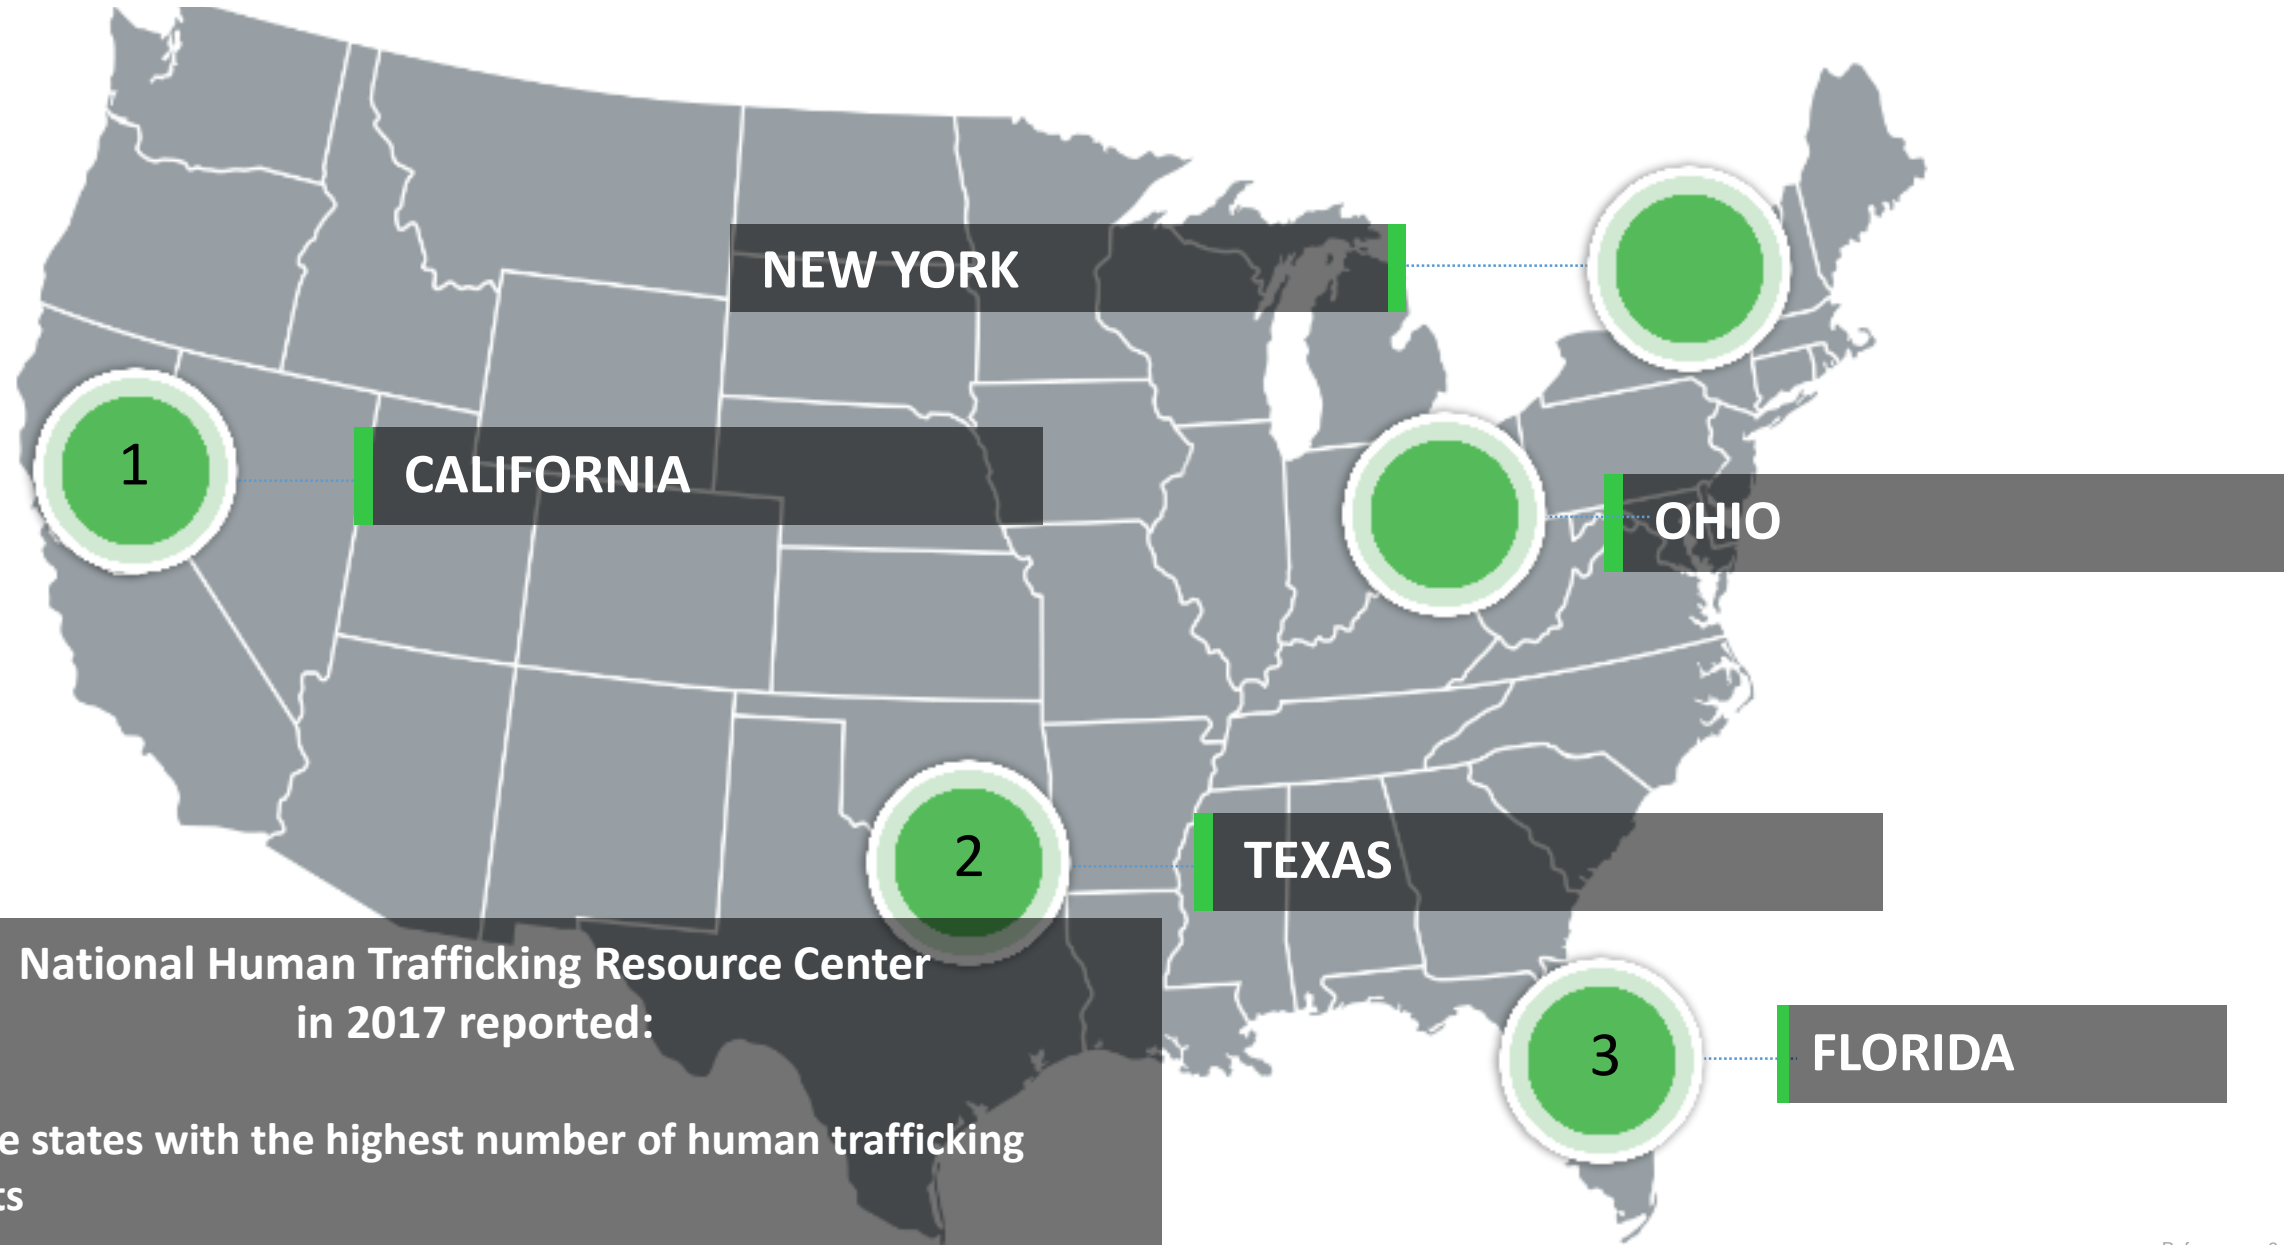 NEW YORK
1
CALIFORNIA
OHIO
2
TEXAS
National Human Trafficking Resource Center
in 2017 reported:
3
FLORIDA
states with the highest number of human trafficking